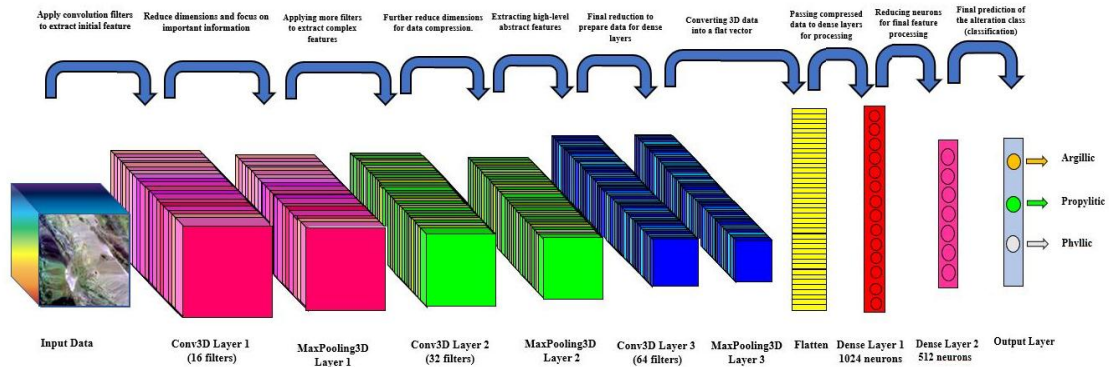 Apply convolution filters
to extract initial feature
Reduce dimensions and focus on
important information
Applying more filters
to extract complex
features
Further reduce dimensions
for data compression.
Extracting high-level
abstract features
Final reduction to
prepare data for dense
layers
Converting 3D data
into a flat vector
Passing compressed
data to dense layers
for processing
Reducing neurons
for final feature
processing
Final prediction of
the alteration class
(classification)
Argillic
Propylitic
Phyllic
Input Data
Conv3D Layer 1
(16 filters)
MaxPooling3D
Layer 1
Conv3D Layer 2
(32 filters)
MaxPooling3D
Layer 2
Conv3D Layer 3
(64 filters)
MaxPooling3D
Layer 3
Flatten
Dense Layer 1
1024 neurons
Dense Layer 2
512 neurons
Output Layer